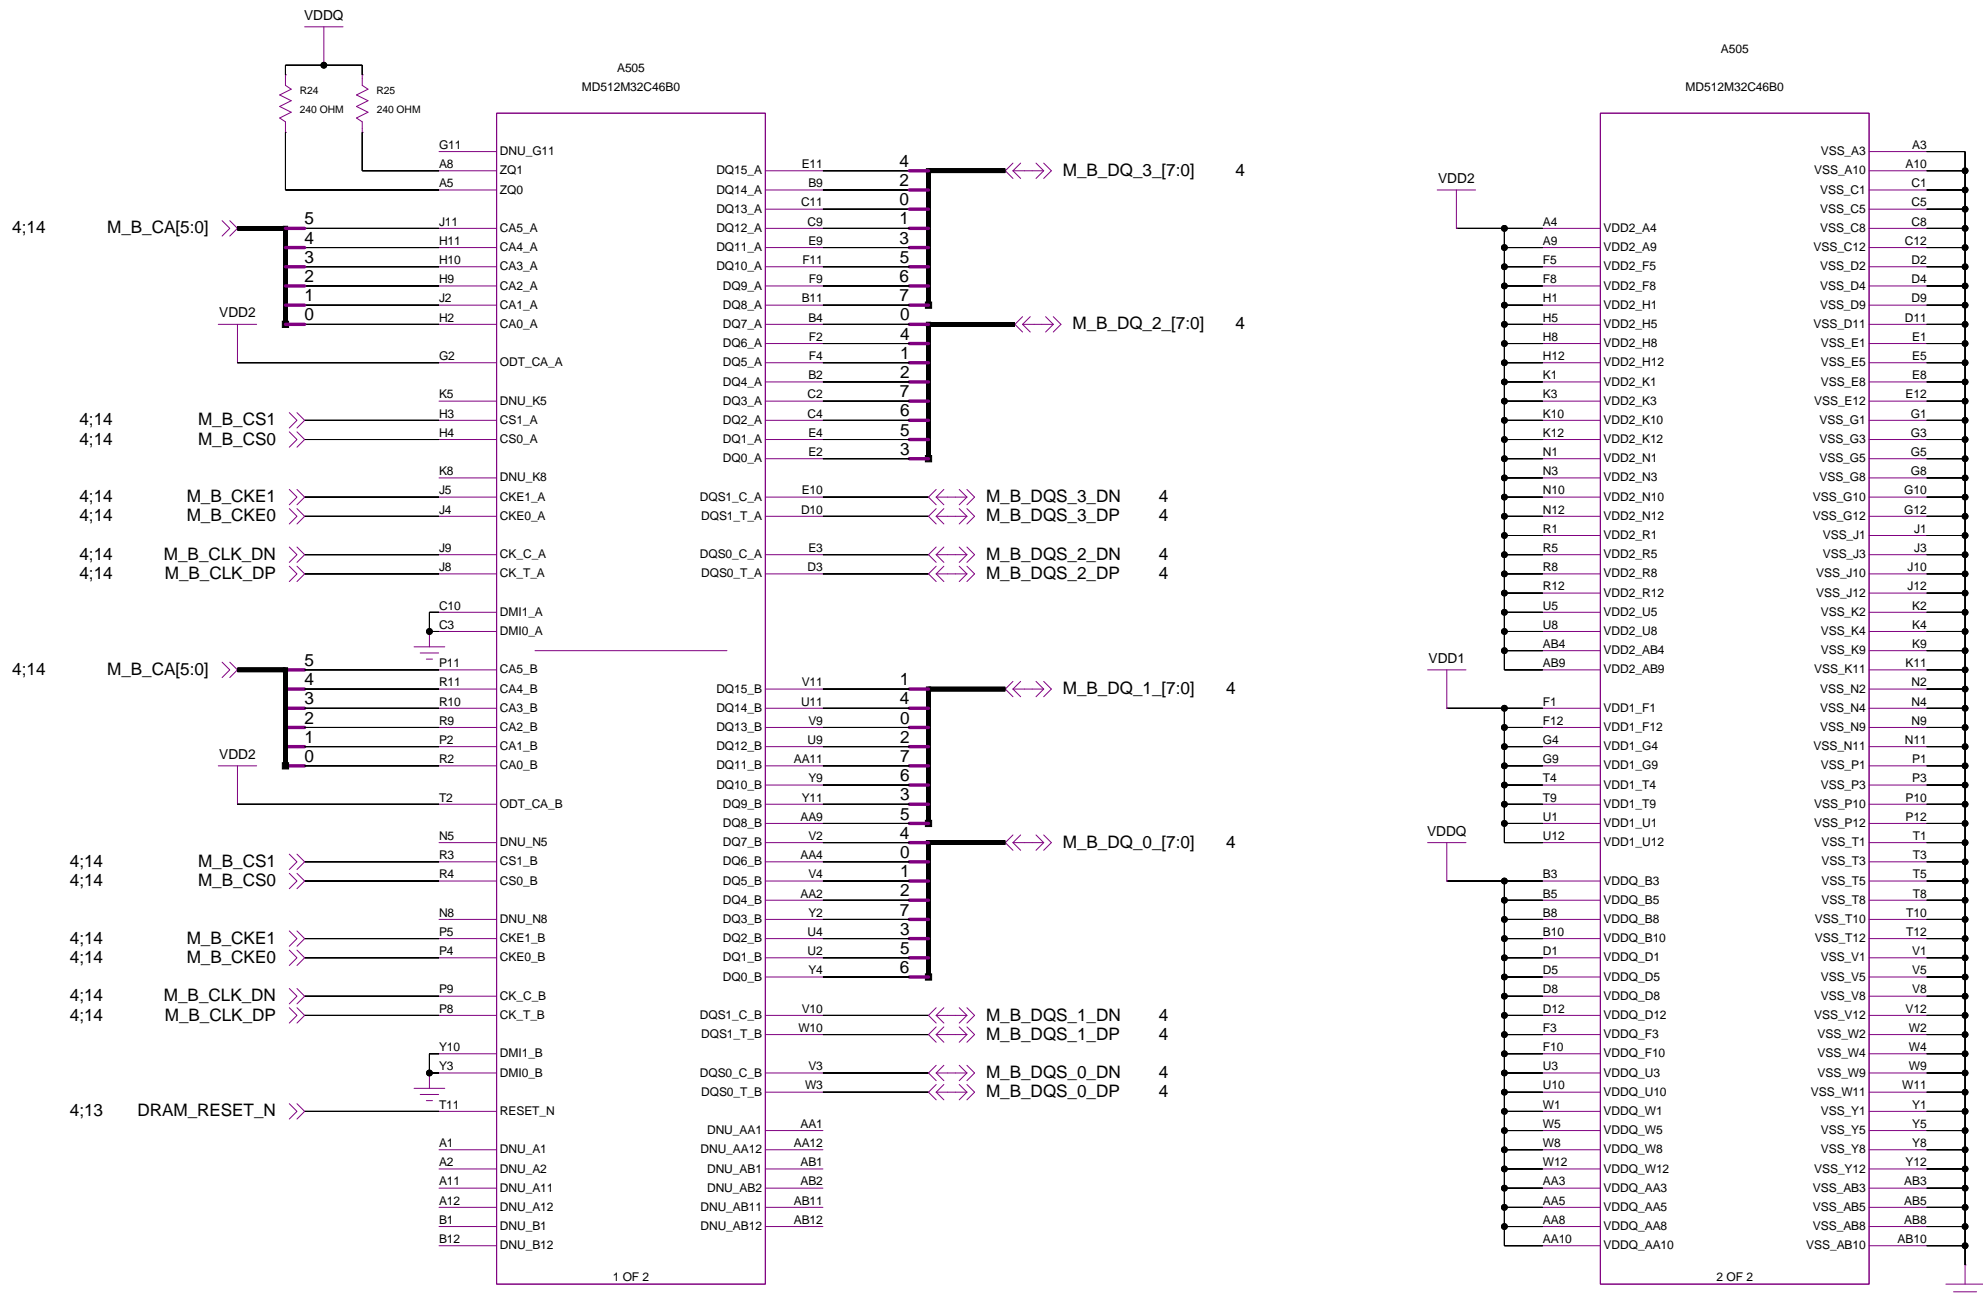 VDDQ
A505
MD512M32C46B0
R24
240 OHM
R25
240 OHM
G11 DNU_G11
A8 ZQ1
A5 ZQ0
4;14 M_B_CA[5:0]
5 J11 CA5_A
4 H11 CA4_A
3 H10 CA3_A
2 H9 CA2_A
1 J2 CA1_A
0 H2 CA0_A
VDD2
G2 ODT_CA_A
K5 DNU_K5
4;14 M_B_CS1 H3 CS1_A
4;14 M_B_CS0 H4 CS0_A
K8 DNU_K8
4;14 M_B_CKE1 J5 CKE1_A
4;14 M_B_CKE0 J4 CKE0_A
4;14 M_B_CLK_DN J9 CK_C_A
4;14 M_B_CLK_DP J8 CK_T_A
C10 DMI1_A
C3 DMI0_A
4;14 M_B_CA[5:0]
5 P11 CA5_B
4 R11 CA4_B
3 R10 CA3_B
2 R9 CA2_B
1 P2 CA1_B
0 R2 CA0_B
VDD2
T2 ODT_CA_B
N5 DNU_N5
4;14 M_B_CS1 R3 CS1_B
4;14 M_B_CS0 R4 CS0_B
N8 DNU_N8
4;14 M_B_CKE1 P5 CKE1_B
4;14 M_B_CKE0 P4 CKE0_B
4;14 M_B_CLK_DN P9 CK_C_B
4;14 M_B_CLK_DP P8 CK_T_B
Y10 DMI1_B
Y3 DMI0_B
4;13 DRAM_RESET_N T11 RESET_N
A1 DNU_A1
A2 DNU_A2
A11 DNU_A11
A12 DNU_A12
B1 DNU_B1
B12 DNU_B12
DQ15_A E11 4 M_B_DQ_3_[7:0] 4
DQ14_A B9 2
DQ13_A C11 0
DQ12_A C9 1
DQ11_A E9 3
DQ10_A F11 5
DQ9_A F9 6
DQ8_A B11 7
DQ7_A B4 0 M_B_DQ_2_[7:0] 4
DQ6_A F2 4
DQ5_A F4 1
DQ4_A B2 2
DQ3_A C2 7
DQ2_A C4 6
DQ1_A E4 5
DQ0_A E2 3
DQS1_C_A E10 M_B_DQS_3_DN 4
DQS1_T_A D10 M_B_DQS_3_DP 4
DQS0_C_A E3 M_B_DQS_2_DN 4
DQS0_T_A D3 M_B_DQS_2_DP 4
DQ15_B V11 1 M_B_DQ_1_[7:0] 4
DQ14_B U11 4
DQ13_B V9 0
DQ12_B U9 2
DQ11_B AA11 7
DQ10_B Y9 6
DQ9_B Y11 3
DQ8_B AA9 5
DQ7_B V2 4 M_B_DQ_0_[7:0] 4
DQ6_B AA4 0
DQ5_B V4 1
DQ4_B AA2 2
DQ3_B Y2 7
DQ2_B U4 3
DQ1_B U2 5
DQ0_B Y4 6
DQS1_C_B V10 M_B_DQS_1_DN 4
DQS1_T_B W10 M_B_DQS_1_DP 4
DQS0_C_B V3 M_B_DQS_0_DN 4
DQS0_T_B W3 M_B_DQS_0_DP 4
DNU_AA1 AA1
DNU_AA12 AA12
DNU_AB1 AB1
DNU_AB2 AB2
DNU_AB11 AB11
DNU_AB12 AB12
1 OF 2
A505
MD512M32C46B0
VDD2
A4 VDD2_A4
A9 VDD2_A9
F5 VDD2_F5
F8 VDD2_F8
H1 VDD2_H1
H5 VDD2_H5
H8 VDD2_H8
H12 VDD2_H12
K1 VDD2_K1
K3 VDD2_K3
K10 VDD2_K10
K12 VDD2_K12
N1 VDD2_N1
N3 VDD2_N3
N10 VDD2_N10
N12 VDD2_N12
R1 VDD2_R1
R5 VDD2_R5
R8 VDD2_R8
R12 VDD2_R12
U5 VDD2_U5
U8 VDD2_U8
AB4 VDD2_AB4
AB9 VDD2_AB9
VDD1
F1 VDD1_F1
F12 VDD1_F12
G4 VDD1_G4
G9 VDD1_G9
T4 VDD1_T4
T9 VDD1_T9
U1 VDD1_U1
U12 VDD1_U12
VDDQ
B3 VDDQ_B3
B5 VDDQ_B5
B8 VDDQ_B8
B10 VDDQ_B10
D1 VDDQ_D1
D5 VDDQ_D5
D8 VDDQ_D8
D12 VDDQ_D12
F3 VDDQ_F3
F10 VDDQ_F10
U3 VDDQ_U3
U10 VDDQ_U10
W1 VDDQ_W1
W5 VDDQ_W5
W8 VDDQ_W8
W12 VDDQ_W12
AA3 VDDQ_AA3
AA5 VDDQ_AA5
AA8 VDDQ_AA8
AA10 VDDQ_AA10
VSS_A3 A3
VSS_A10 A10
VSS_C1 C1
VSS_C5 C5
VSS_C8 C8
VSS_C12 C12
VSS_D2 D2
VSS_D4 D4
VSS_D9 D9
VSS_D11 D11
VSS_E1 E1
VSS_E5 E5
VSS_E8 E8
VSS_E12 E12
VSS_G1 G1
VSS_G3 G3
VSS_G5 G5
VSS_G8 G8
VSS_G10 G10
VSS_G12 G12
VSS_J1 J1
VSS_J3 J3
VSS_J10 J10
VSS_J12 J12
VSS_K2 K2
VSS_K4 K4
VSS_K9 K9
VSS_K11 K11
VSS_N2 N2
VSS_N4 N4
VSS_N9 N9
VSS_N11 N11
VSS_P1 P1
VSS_P3 P3
VSS_P10 P10
VSS_P12 P12
VSS_T1 T1
VSS_T3 T3
VSS_T5 T5
VSS_T8 T8
VSS_T10 T10
VSS_T12 T12
VSS_V1 V1
VSS_V5 V5
VSS_V8 V8
VSS_V12 V12
VSS_W2 W2
VSS_W4 W4
VSS_W9 W9
VSS_W11 W11
VSS_Y1 Y1
VSS_Y5 Y5
VSS_Y8 Y8
VSS_Y12 Y12
VSS_AB3 AB3
VSS_AB5 AB5
VSS_AB8 AB8
VSS_AB10 AB10
2 OF 2